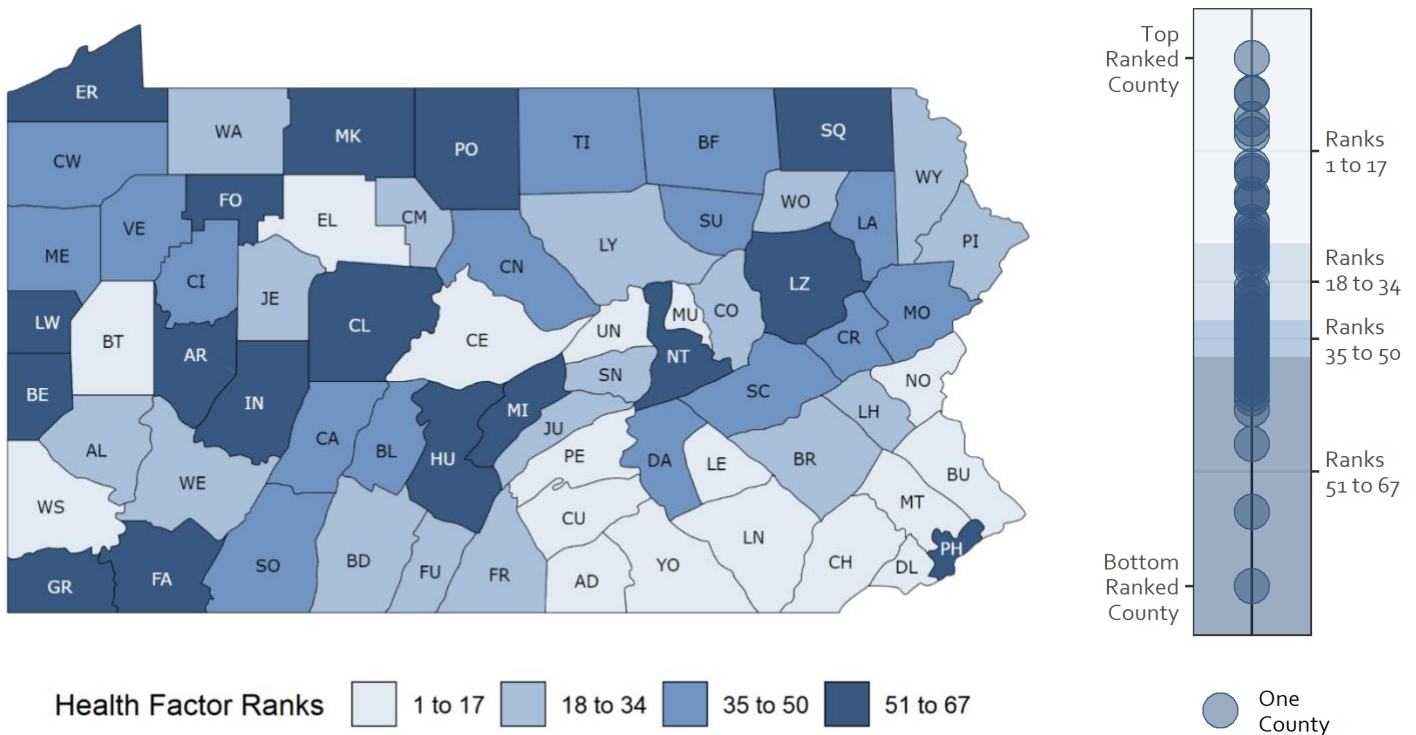 ER
WA
MK
PO
TI
BF
SQ
CW
WY
FO
EL
CM
WO
LA
SU
VE
ME
LY
PI
CN
CI
JE
LZ
LW
BT
CL
CE
UN
MU
CO
MO
CR
NT
AR
SN
NO
BE
IN
SC
MI
LH
JU
CA
BL
HU
AL
PE
DA
LE
BR
BU
WE
WS
MT
CU
LN
PH
SO
BD
FU
FR
AD
YO
CH
DL
GR
FA
Health Factor Ranks
1 to 17
18 to 34
35 to 50
51 to 67
Top
Ranked
County
Ranks
1 to 17
Ranks
18 to 34
Ranks
35 to 50
Ranks
51 to 67
Bottom
Ranked
County
One
County